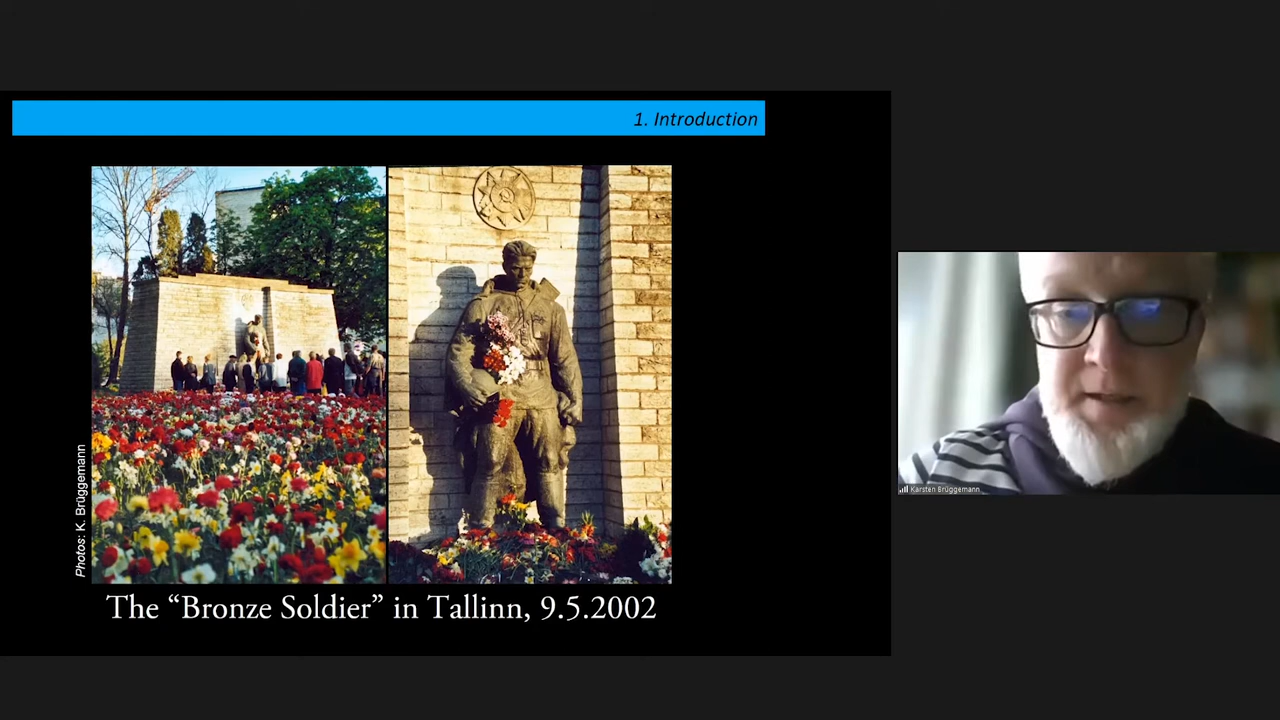 1. Introduction
Photos: K. Brüggemann
The “Bronze Soldier” in Tallinn, 9.5.2002
Karsten Brüggemann